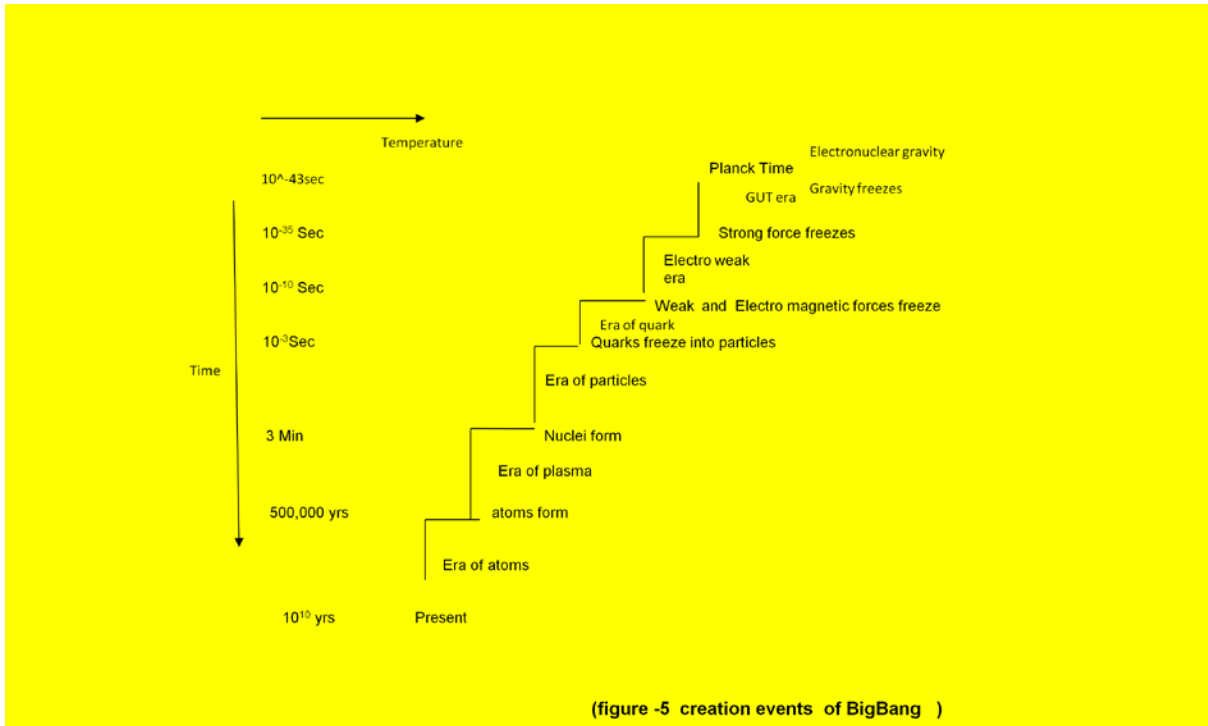 Temperature
Electronuclear gravity
Planck Time
10^-43sec
Gravity freezes
GUT era
10⁻³⁵ Sec
Strong force freezes
Electro weak
era
10⁻¹⁰ Sec
Weak and Electro magnetic forces freeze
Era of quark
10⁻³Sec
Quarks freeze into particles
Time
Era of particles
3 Min
Nuclei form
Era of plasma
500,000 yrs
atoms form
Era of atoms
10¹⁰ yrs
Present
(figure -5 creation events of BigBang )